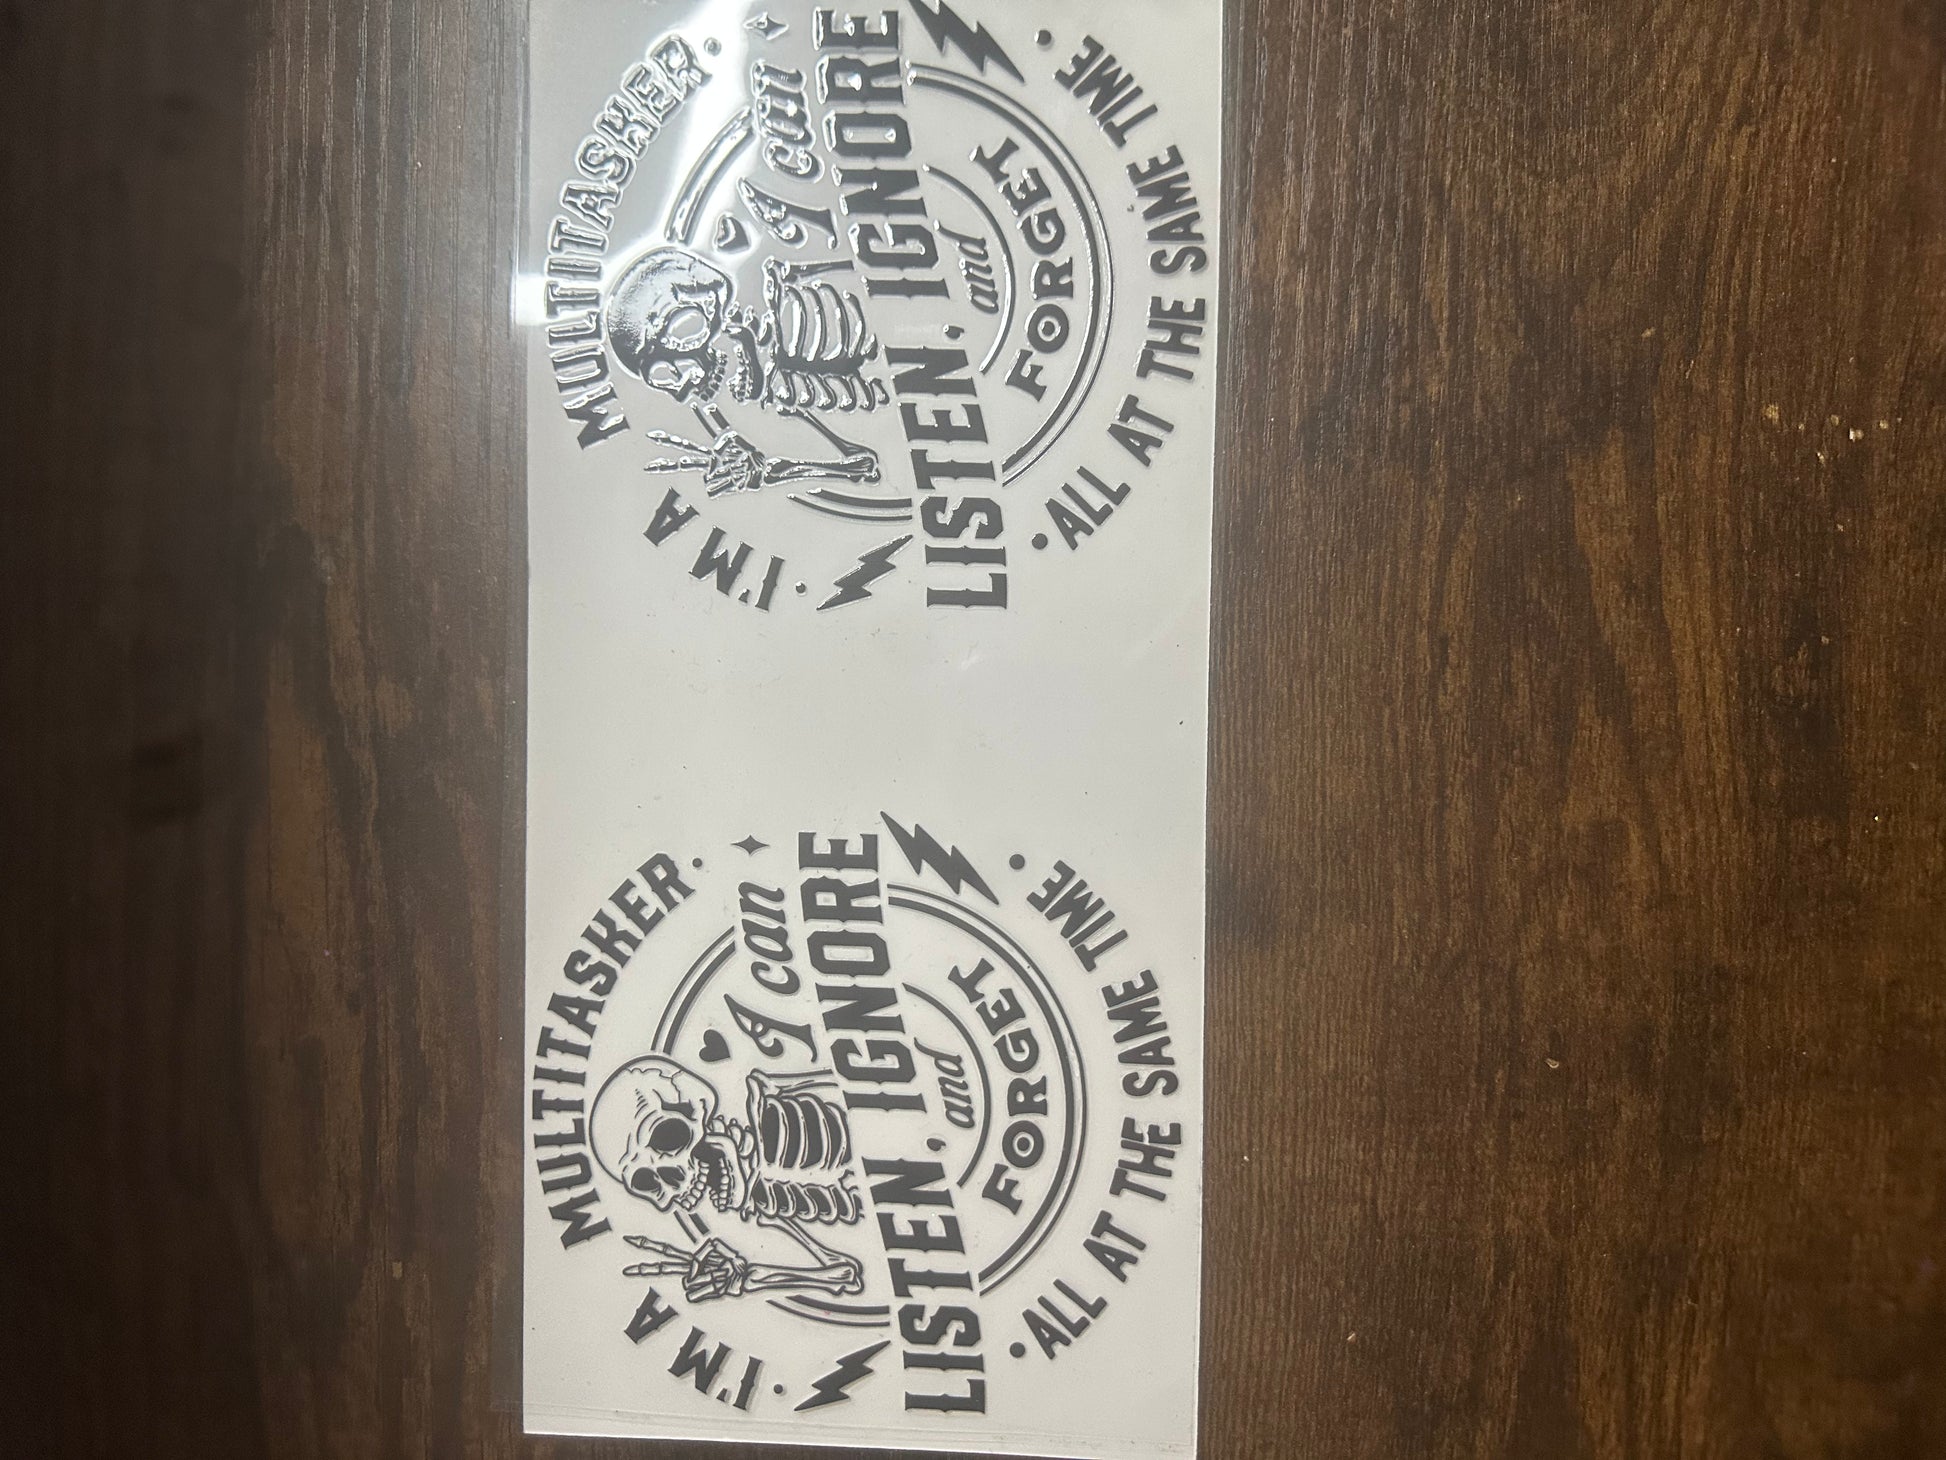 I'M A MULTITASKER
I can
LISTEN, IGNORE
and
FORGET
ALL AT THE SAME TIME
I'M A MULTITASKER
I can
LISTEN, IGNORE
and
FORGET
ALL AT THE SAME TIME